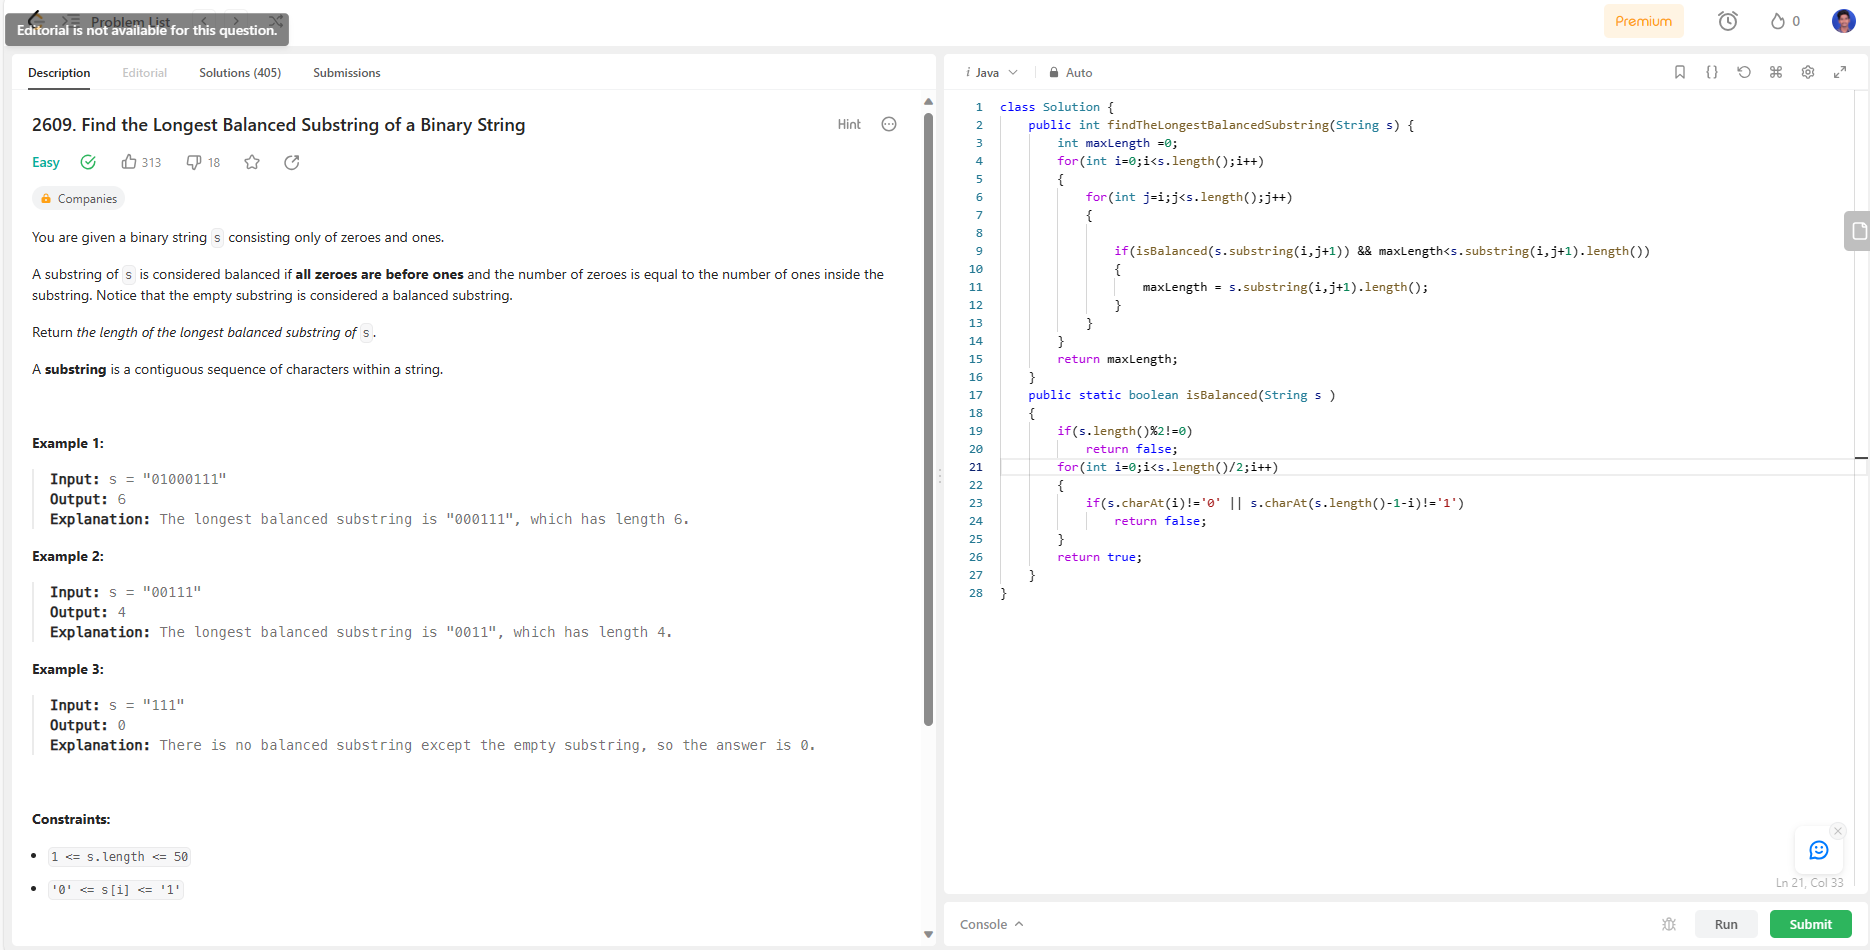 Problem List
Editorial is not available for this question.
Premium
0
Description
Editorial
Solutions (405)
Submissions
2609. Find the Longest Balanced Substring of a Binary String
Hint
Easy
313
18
Companies
You are given a binary string s consisting only of zeroes and ones.
A substring of s is considered balanced if all zeroes are before ones and the number of zeroes is equal to the number of ones inside the
substring. Notice that the empty substring is considered a balanced substring.
Return the length of the longest balanced substring of s.
A substring is a contiguous sequence of characters within a string.
Example 1:
Input: s = "01000111"
Output: 6
Explanation: The longest balanced substring is "000111", which has length 6.
Example 2:
Input: s = "00111"
Output: 4
Explanation: The longest balanced substring is "0011", which has length 4.
Example 3:
Input: s = "111"
Output: 0
Explanation: There is no balanced substring except the empty substring, so the answer is 0.
Constraints:
• 1 <= s.length <= 50
• '0' <= s[i] <= '1'
i Java
Auto
1 class Solution {
2     public int findTheLongestBalancedSubstring(String s) {
3         int maxLength =0;
4         for(int i=0;i<s.length();i++)
5         {
6             for(int j=i;j<s.length();j++)
7             {
8
9                 if(isBalanced(s.substring(i,j+1)) && maxLength<s.substring(i,j+1).length())
10                 {
11                     maxLength = s.substring(i,j+1).length();
12                 }
13             }
14         }
15         return maxLength;
16     }
17     public static boolean isBalanced(String s )
18     {
19         if(s.length()%2!=0)
20             return false;
21         for(int i=0;i<s.length()/2;i++)
22         {
23             if(s.charAt(i)!='0' || s.charAt(s.length()-1-i)!='1')
24                 return false;
25         }
26         return true;
27     }
28 }
Ln 21, Col 33
Console
Run
Submit